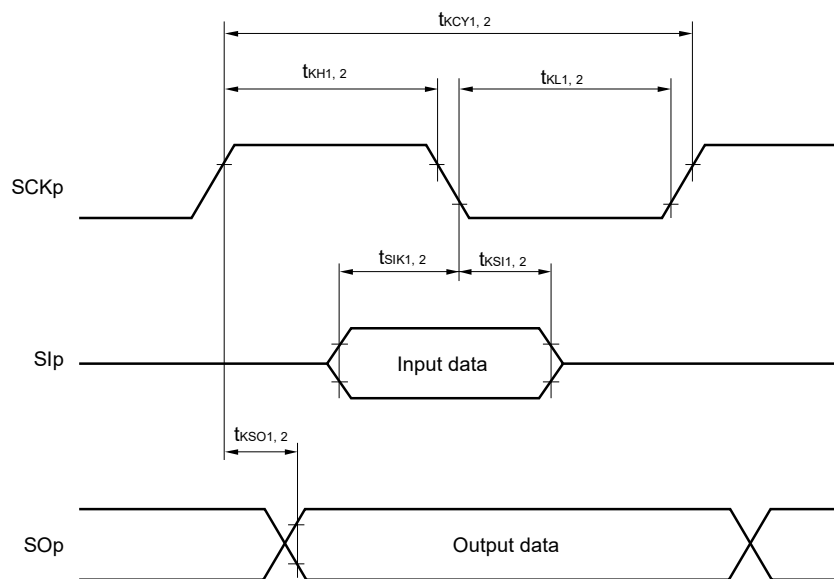 tKCY1, 2
tKH1, 2
tKL1, 2
SCKp
tSIK1, 2
tKSI1, 2
SIp
Input data
tKSO1, 2
SOp
Output data